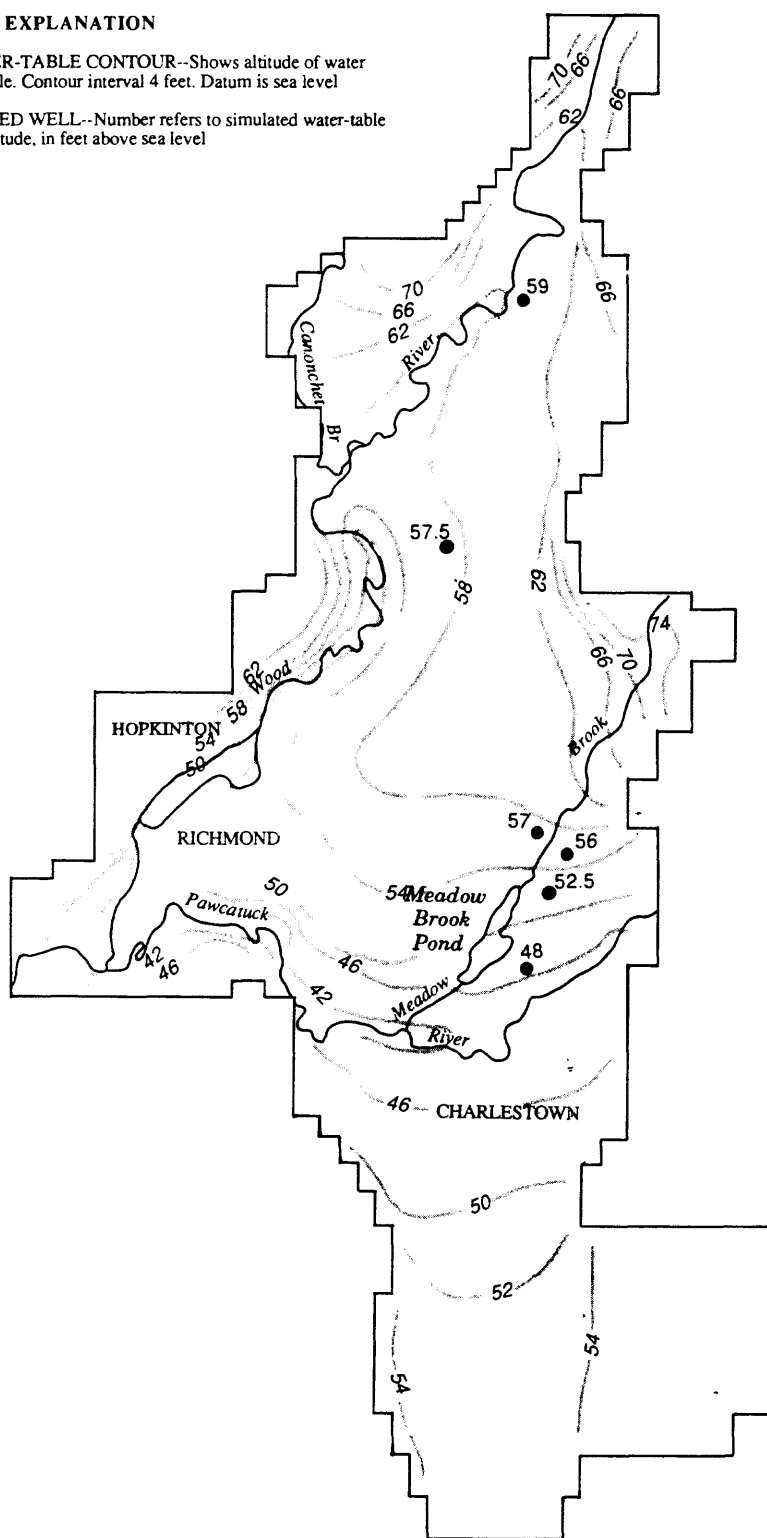 EXPLANATION
ER-TABLE CONTOUR--Shows altitude of water
le. Contour interval 4 feet. Datum is sea level
ED WELL--Number refers to simulated water-table
tude, in feet above sea level
70
66
66
62
70
66
62
66
59
Canonchet
Br
River
57.5
58
62
74
66
70
62
Wood
58
HOPKINTON
54
50
Brook
RICHMOND
57
56
50
54
Meadow
Brook
Pond
52.5
Pawcatuck
42
46
46
48
42
Meadow
River
46
CHARLESTOWN
50
52
54
54